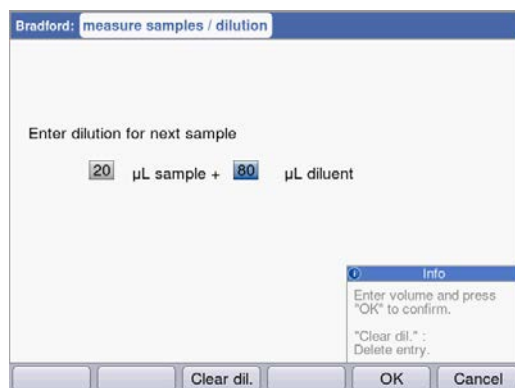 Bradford: measure samples / dilution
Enter dilution for next sample
20 µL sample + 80 µL diluent
Info
Enter volume and press
"OK" to confirm.
"Clear dil." :
Delete entry.
Clear dil. OK Cancel